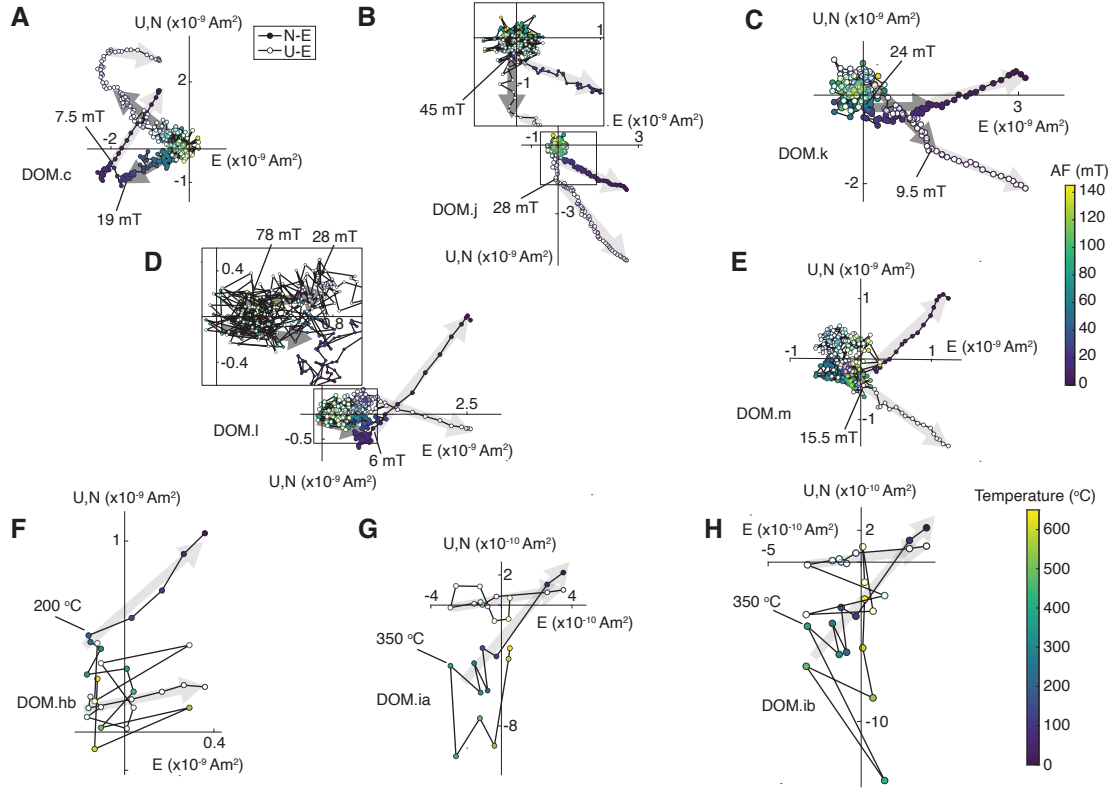 A
U,N (x10⁻⁹ Am²)
2
7.5 mT
-2
E (x10⁻⁹ Am²)
DOM.c
-1
19 mT
N-E
U-E
B
1
-1
45 mT
E (x10⁻⁹ Am²)
-1
3
DOM.j
28 mT
-3
U,N (x10⁻⁹ Am²)
C
U,N (x10⁻⁹ Am²)
24 mT
3
E (x10⁻⁹ Am²)
DOM.k
-2
9.5 mT
AF (mT)
140
120
100
80
60
40
20
0
D
78 mT
28 mT
0.4
.8
-0.4
DOM.l
2.5
-0.5
E (x10⁻⁹ Am²)
6 mT
U,N (x10⁻⁹ Am²)
E
U,N (x10⁻⁹ Am²)
1
-1
E (x10⁻⁹ Am²)
1
DOM.m
-1
15.5 mT
F
U,N (x10⁻⁹ Am²)
1
200 °C
DOM.hb
0.4
E (x10⁻⁹ Am²)
G
U,N (x10⁻¹⁰ Am²)
2
-4
4
E (x10⁻¹⁰ Am²)
350 °C
DOM.ia
-8
H
U,N (x10⁻¹⁰ Am²)
E (x10⁻¹⁰ Am²)
2
-5
350 °C
DOM.ib
-10
Temperature (°C)
600
500
400
300
200
100
0